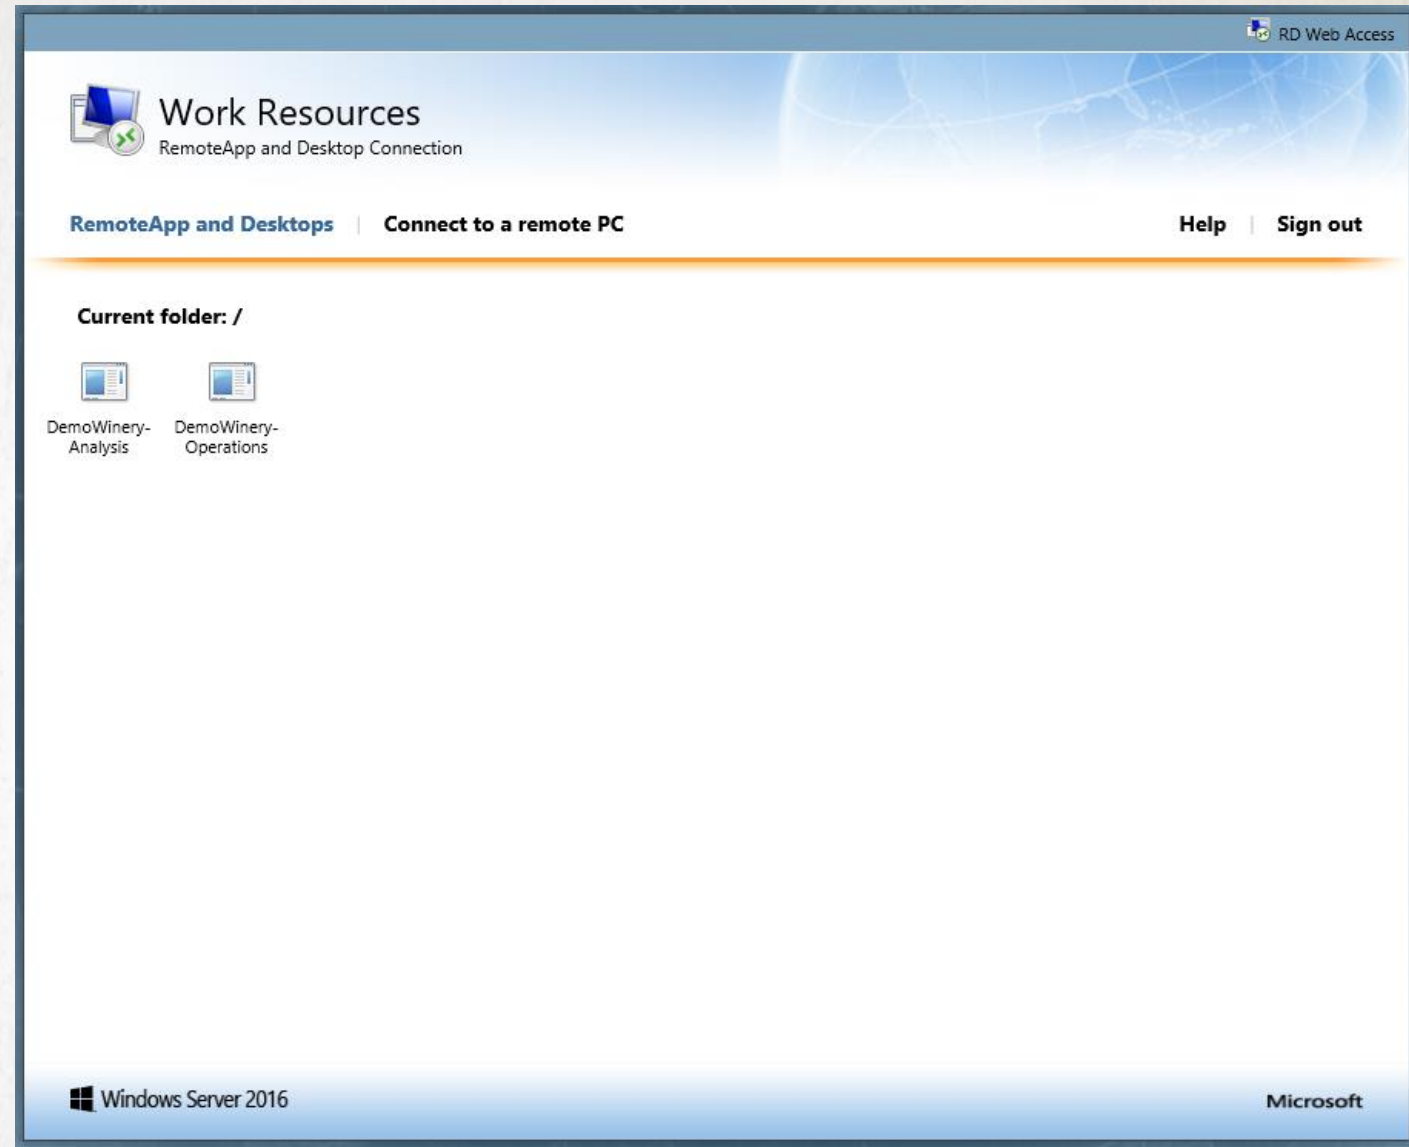 RD Web Access
Work Resources
RemoteApp and Desktop Connection
RemoteApp and Desktops
Connect to a remote PC
Help
Sign out
Current folder: /
DemoWinery-
Analysis
DemoWinery-
Operations
Windows Server 2016
Microsoft